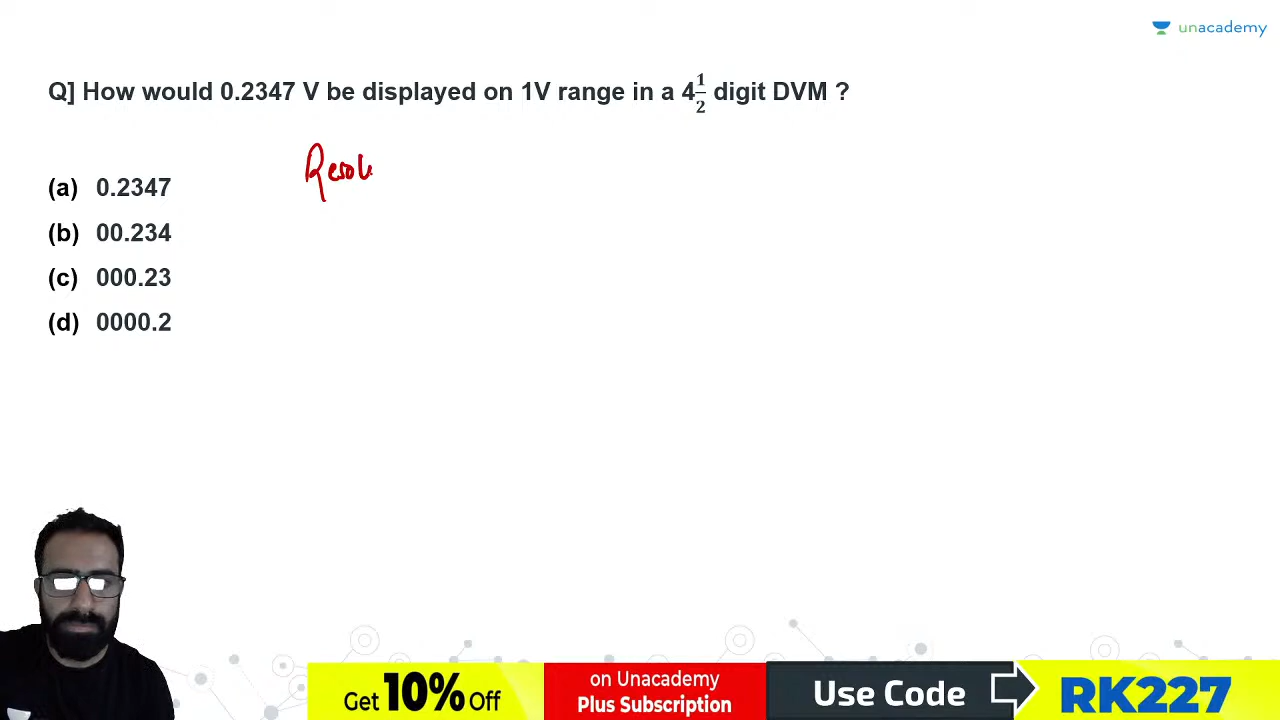 unacademy
Q] How would 0.2347 V be displayed on 1V range in a 4½ digit DVM ?
Resol
(a) 0.2347
(b) 00.234
(c) 000.23
(d) 0000.2
Get 10% Off
on Unacademy
Plus Subscription
Use Code
RK227